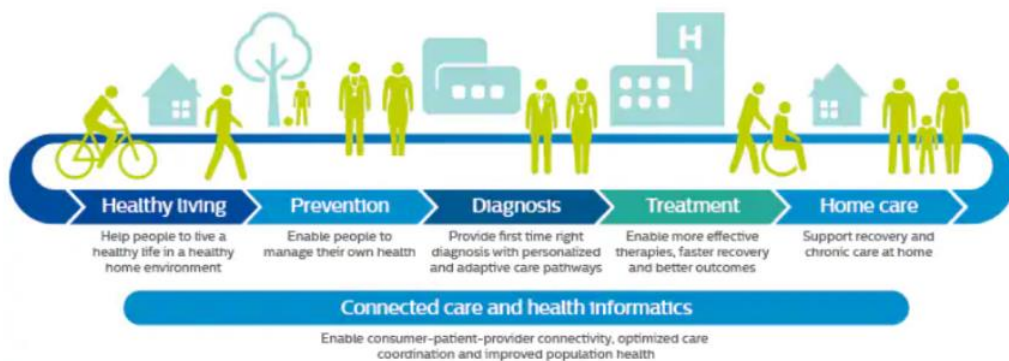 H
Healthy living
Prevention
Diagnosis
Treatment
Home care
Help people to live a
healthy life in a healthy
home environment
Enable people to
manage their own health
Provide first time right
diagnosis with personalized
and adaptive care pathways
Enable more effective
therapies, faster recovery
and better outcomes
Support recovery and
chronic care at home
Connected care and health informatics
Enable consumer-patient-provider connectivity, optimized care
coordination and improved population health